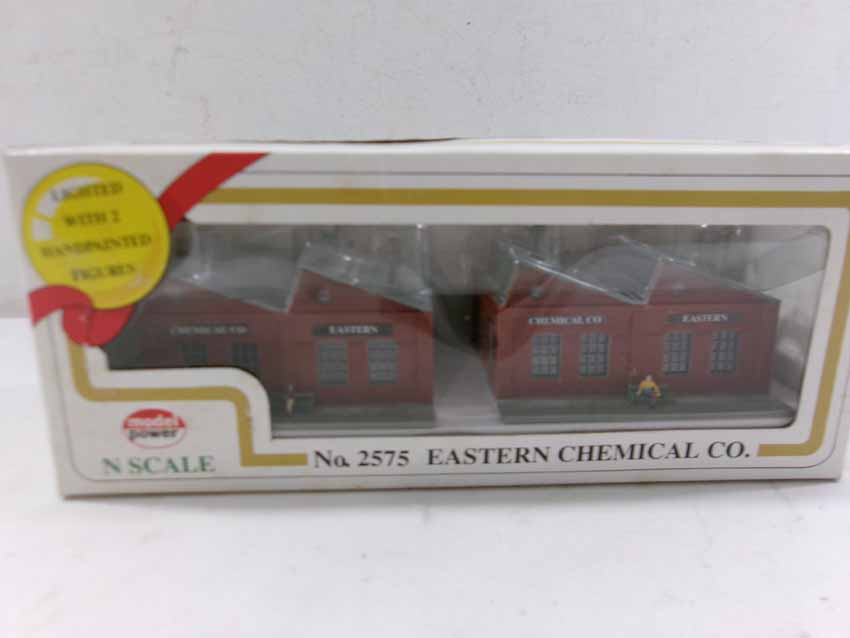 LIGHTED
WITH 2
HANDPAINTED
FIGURES
CHEMICAL CO
EASTERN
CHEMICAL CO
EASTERN
model
power
N SCALE
No. 2575 EASTERN CHEMICAL CO.